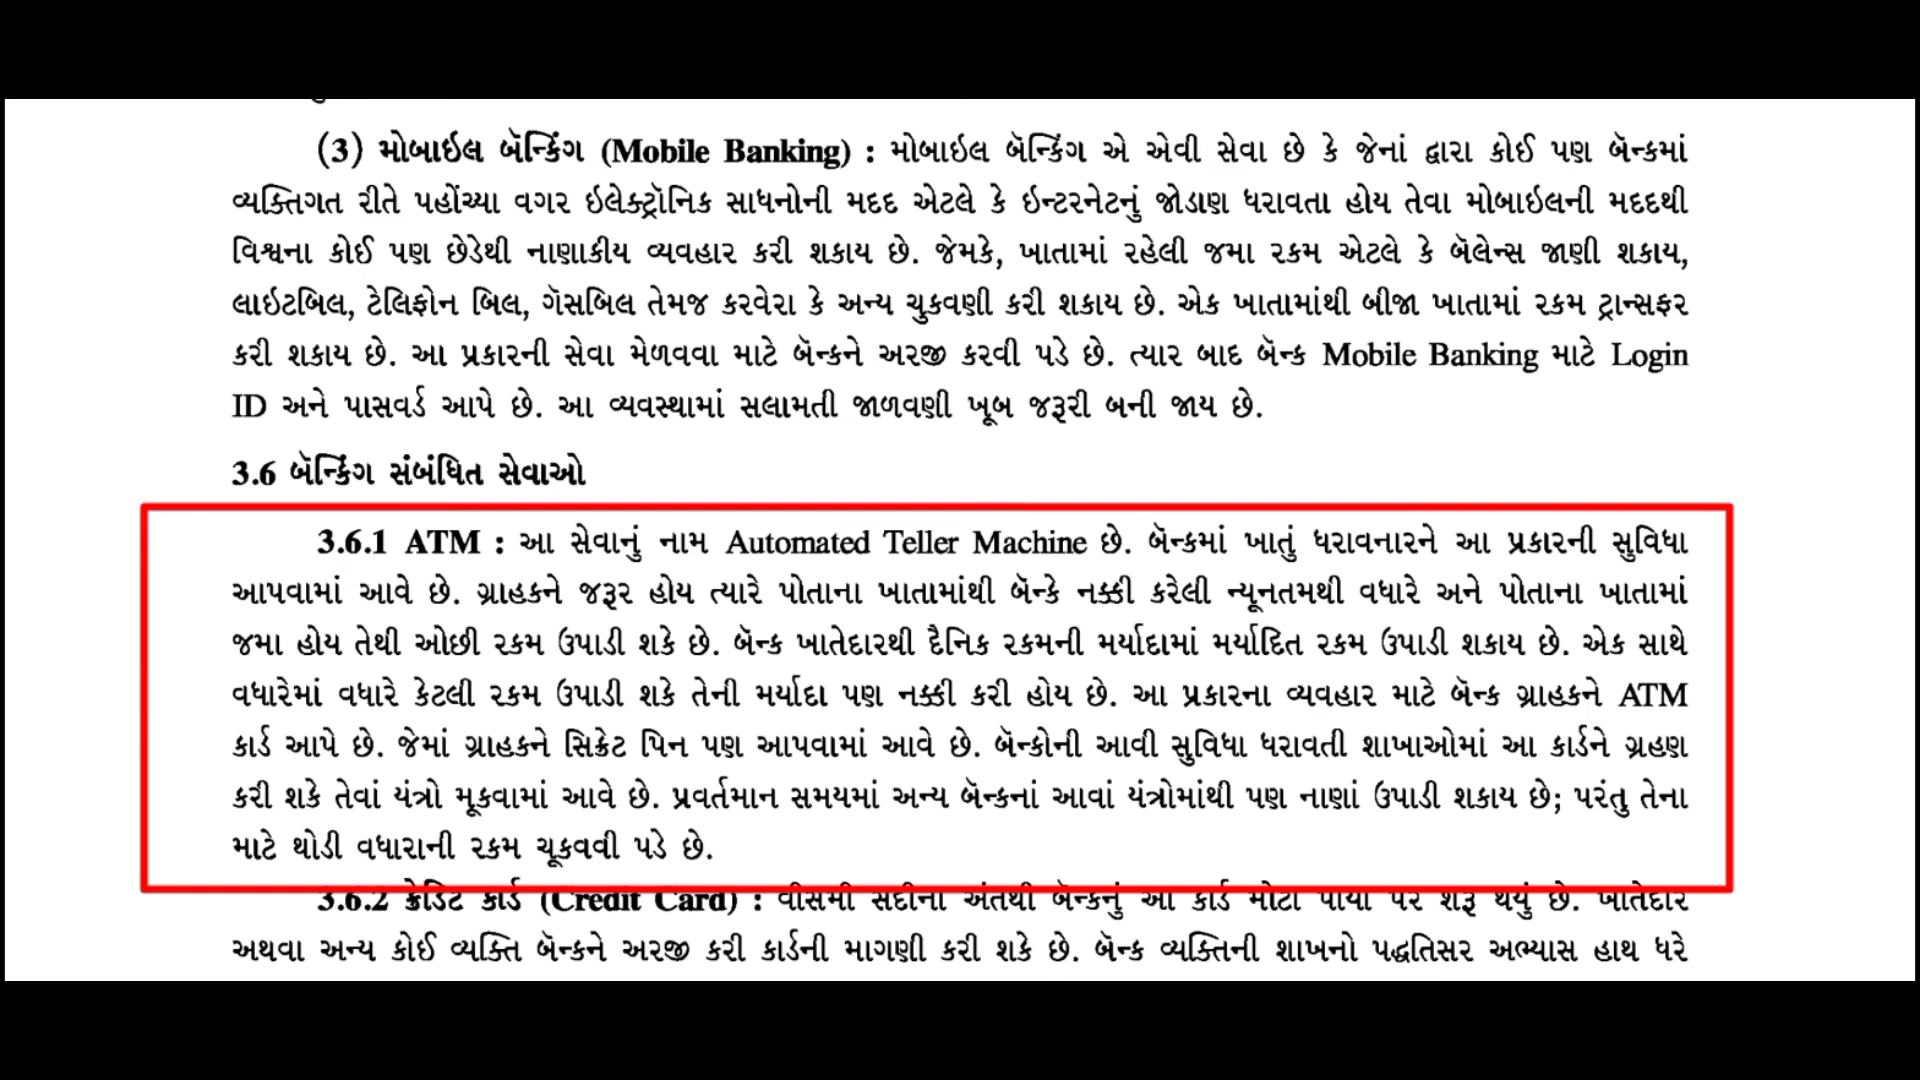 (3) મોબાઇલ બૅન્કિંગ (Mobile Banking) : મોબાઇલ બૅન્કિંગ એ એવી સેવા છે કે જેનાં દ્વારા કોઈ પણ બૅન્કમાં
વ્યક્તિગત રીતે પહોંચ્યા વગર ઇલેક્ટ્રૉનિક સાધનોની મદદ એટલે કે ઇન્ટરનેટનું જોડાણ ધરાવતા હોય તેવા મોબાઇલની મદદથી
વિશ્વના કોઈ પણ છેડેથી નાણાકીય વ્યવહાર કરી શકાય છે. જેમકે, ખાતામાં રહેલી જમા રકમ એટલે કે બૅલેન્સ જાણી શકાય,
લાઇટબિલ, ટેલિફોન બિલ, ગૅસબિલ તેમજ કરવેરા કે અન્ય ચુકવણી કરી શકાય છે. એક ખાતામાંથી બીજા ખાતામાં રકમ ટ્રાન્સફર
કરી શકાય છે. આ પ્રકારની સેવા મેળવવા માટે બૅન્કને અરજી કરવી પડે છે. ત્યાર બાદ બૅન્ક Mobile Banking માટે Login
ID અને પાસવર્ડ આપે છે. આ વ્યવસ્થામાં સલામતી જાળવણી ખૂબ જરૂરી બની જાય છે.
3.6 બૅન્કિંગ સંબંધિત સેવાઓ
3.6.1 ATM : આ સેવાનું નામ Automated Teller Machine છે. બૅન્કમાં ખાતું ધરાવનારને આ પ્રકારની સુવિધા
આપવામાં આવે છે. ગ્રાહકને જરૂર હોય ત્યારે પોતાના ખાતામાંથી બૅન્કે નક્કી કરેલી ન્યૂનતમથી વધારે અને પોતાના ખાતામાં
જમા હોય તેથી ઓછી રકમ ઉપાડી શકે છે. બૅન્ક ખાતેદારથી દૈનિક રકમની મર્યાદામાં મર્યાદિત રકમ ઉપાડી શકાય છે. એક સાથે
વધારેમાં વધારે કેટલી રકમ ઉપાડી શકે તેની મર્યાદા પણ નક્કી કરી હોય છે. આ પ્રકારના વ્યવહાર માટે બૅન્ક ગ્રાહકને ATM
કાર્ડ આપે છે. જેમાં ગ્રાહકને સિક્રેટ પિન પણ આપવામાં આવે છે. બૅન્કોની આવી સુવિધા ધરાવતી શાખાઓમાં આ કાર્ડને ગ્રહણ
કરી શકે તેવાં યંત્રો મૂકવામાં આવે છે. પ્રવર્તમાન સમયમાં અન્ય બૅન્કનાં આવાં યંત્રોમાંથી પણ નાણાં ઉપાડી શકાય છે; પરંતુ તેના
માટે થોડી વધારાની રકમ ચૂકવવી પડે છે.
3.6.2 ક્રેડિટ કાર્ડ (Credit Card) : વીસમી સદીના અંતથી બૅન્કનું આ કાર્ડ મોટા પાયા પર શરૂ થયું છે. ખાતેદાર
અથવા અન્ય કોઈ વ્યક્તિ બૅન્કને અરજી કરી કાર્ડની માગણી કરી શકે છે. બૅન્ક વ્યક્તિની શાખનો પદ્ધતિસર અભ્યાસ હાથ ધરે